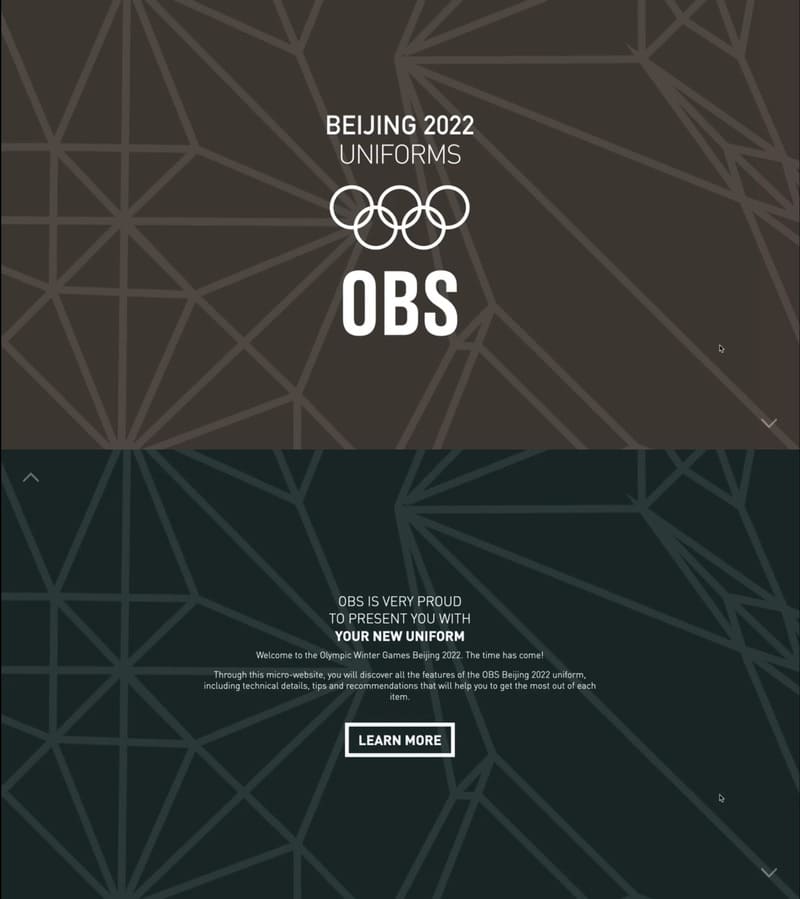 BEIJING 2022
UNIFORMS
OBS
OBS IS VERY PROUD
TO PRESENT YOU WITH
YOUR NEW UNIFORM
Welcome to the Olympic Winter Games Beijing 2022. The time has come!
Through this micro-website, you will discover all the features of the OBS Beijing 2022 uniform,
including technical details, tips and recommendations that will help you to get the most out of each
item.
LEARN MORE